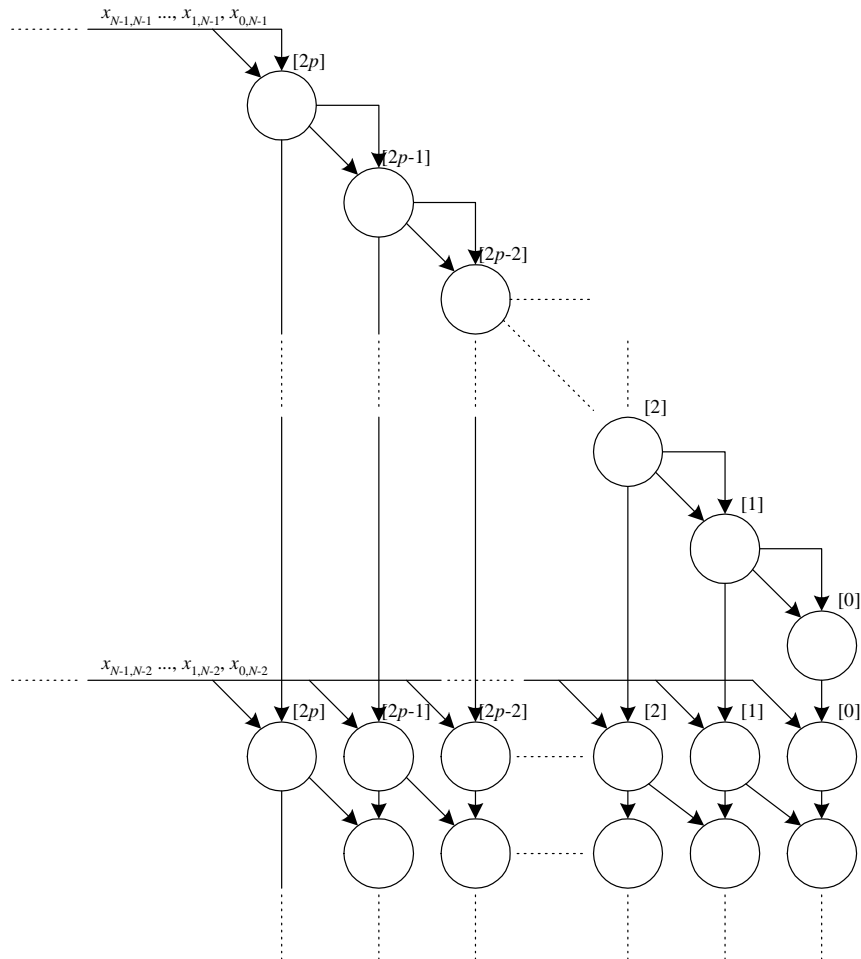 x_{N-1,N-1} ..., x_{1,N-1}, x_{0,N-1}
[2p]
[2p-1]
[2p-2]
[2]
[1]
[0]
x_{N-1,N-2} ..., x_{1,N-2}, x_{0,N-2}
[2p] [2p-1] [2p-2] [2] [1] [0]